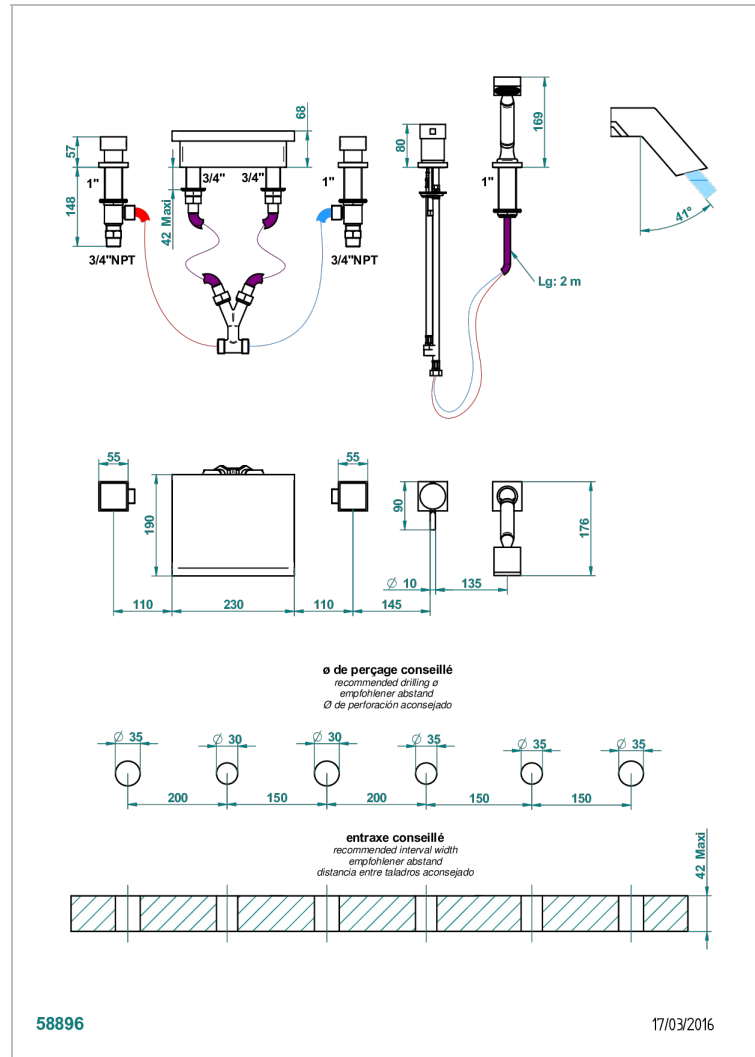 68
57
80
169
3/4" 3/4"
1" 1" 1"
148
42 Maxi
3/4"NPT 3/4"NPT
41°
Lg: 2 m
55 55
190
90
176
Ø 10 135
110 230 110 145
ø de perçage conseillé
recommended drilling ø
empfohlener abstand
Ø de perforación aconsejado
Ø 35 Ø 30 Ø 30 Ø 35 Ø 35 Ø 35
200 150 200 150 150
entraxe conseillé
recommended interval width
empfohlener abstand
distancia entre taladros aconsejado
42 Maxi
58896 17/03/2016